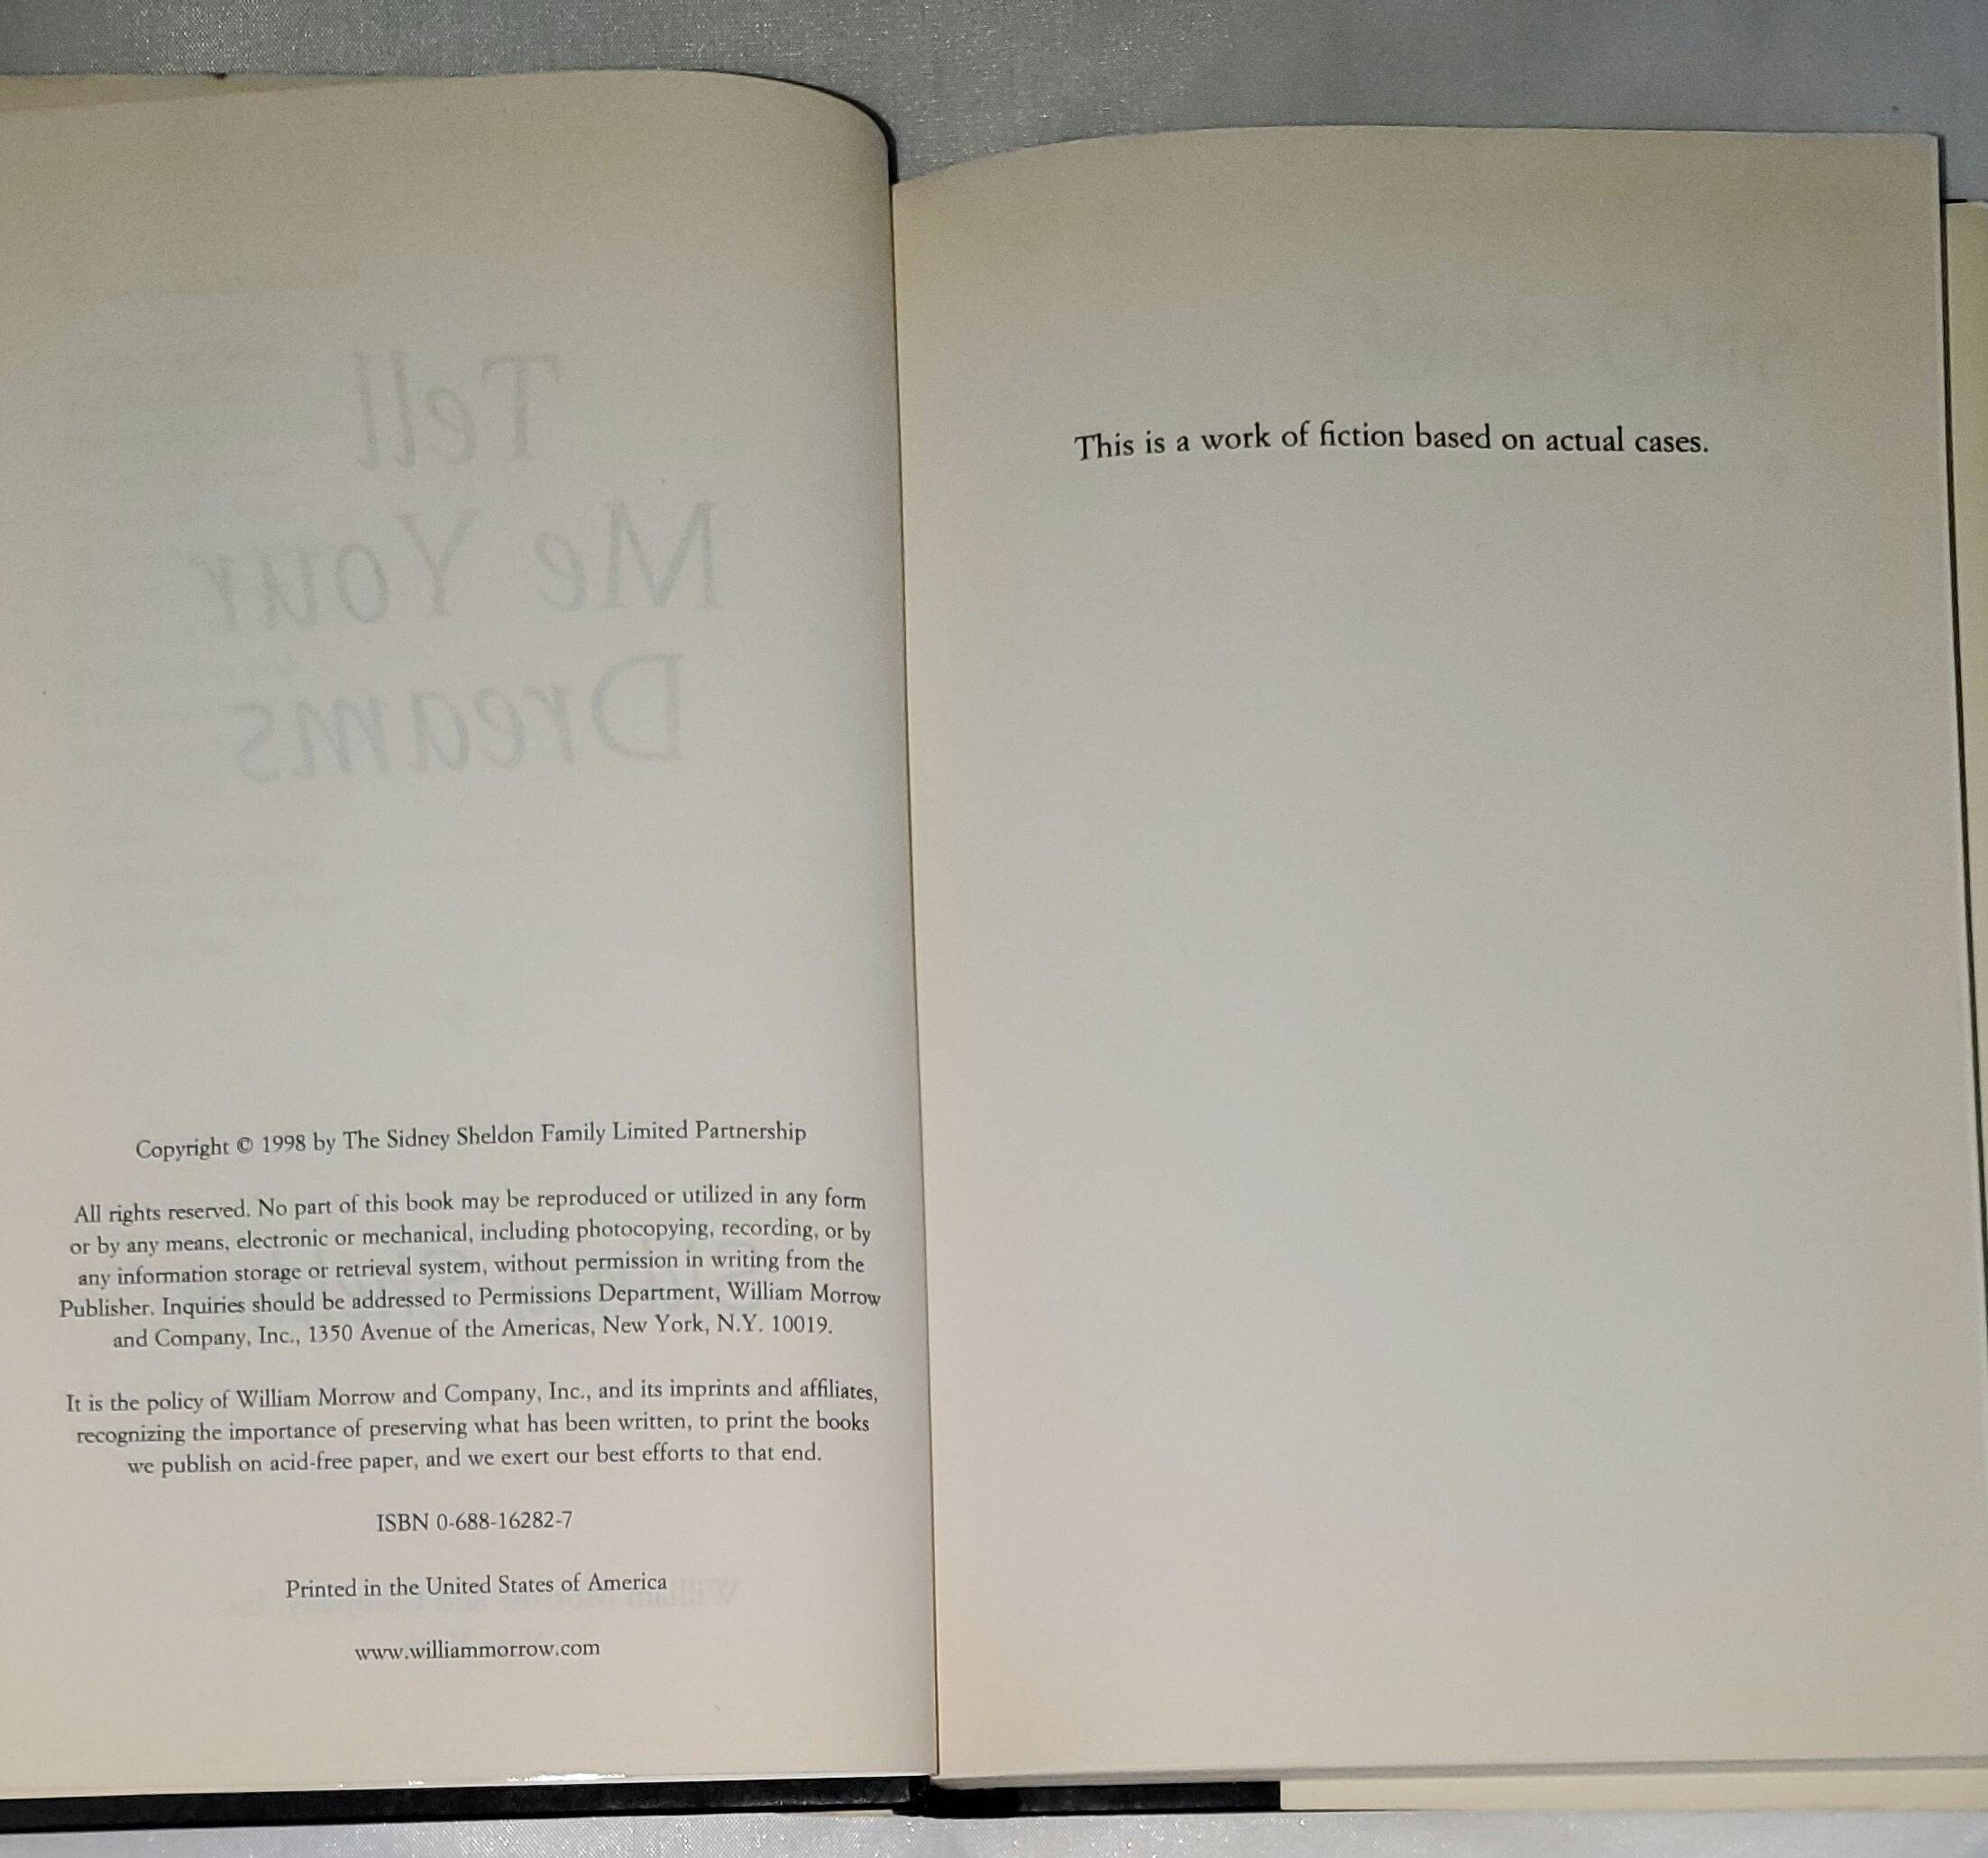 Tell
Me Your
Dreams
Copyright © 1998 by The Sidney Sheldon Family Limited Partnership
All rights reserved. No part of this book may be reproduced or utilized in any form
or by any means, electronic or mechanical, including photocopying, recording, or by
any information storage or retrieval system, without permission in writing from the
Publisher. Inquiries should be addressed to Permissions Department, William Morrow
and Company, Inc., 1350 Avenue of the Americas, New York, N.Y. 10019.
It is the policy of William Morrow and Company, Inc., and its imprints and affiliates,
recognizing the importance of preserving what has been written, to print the books
we publish on acid-free paper, and we exert our best efforts to that end.
ISBN 0-688-16282-7
Printed in the United States of America
www.williammorrow.com
This is a work of fiction based on actual cases.